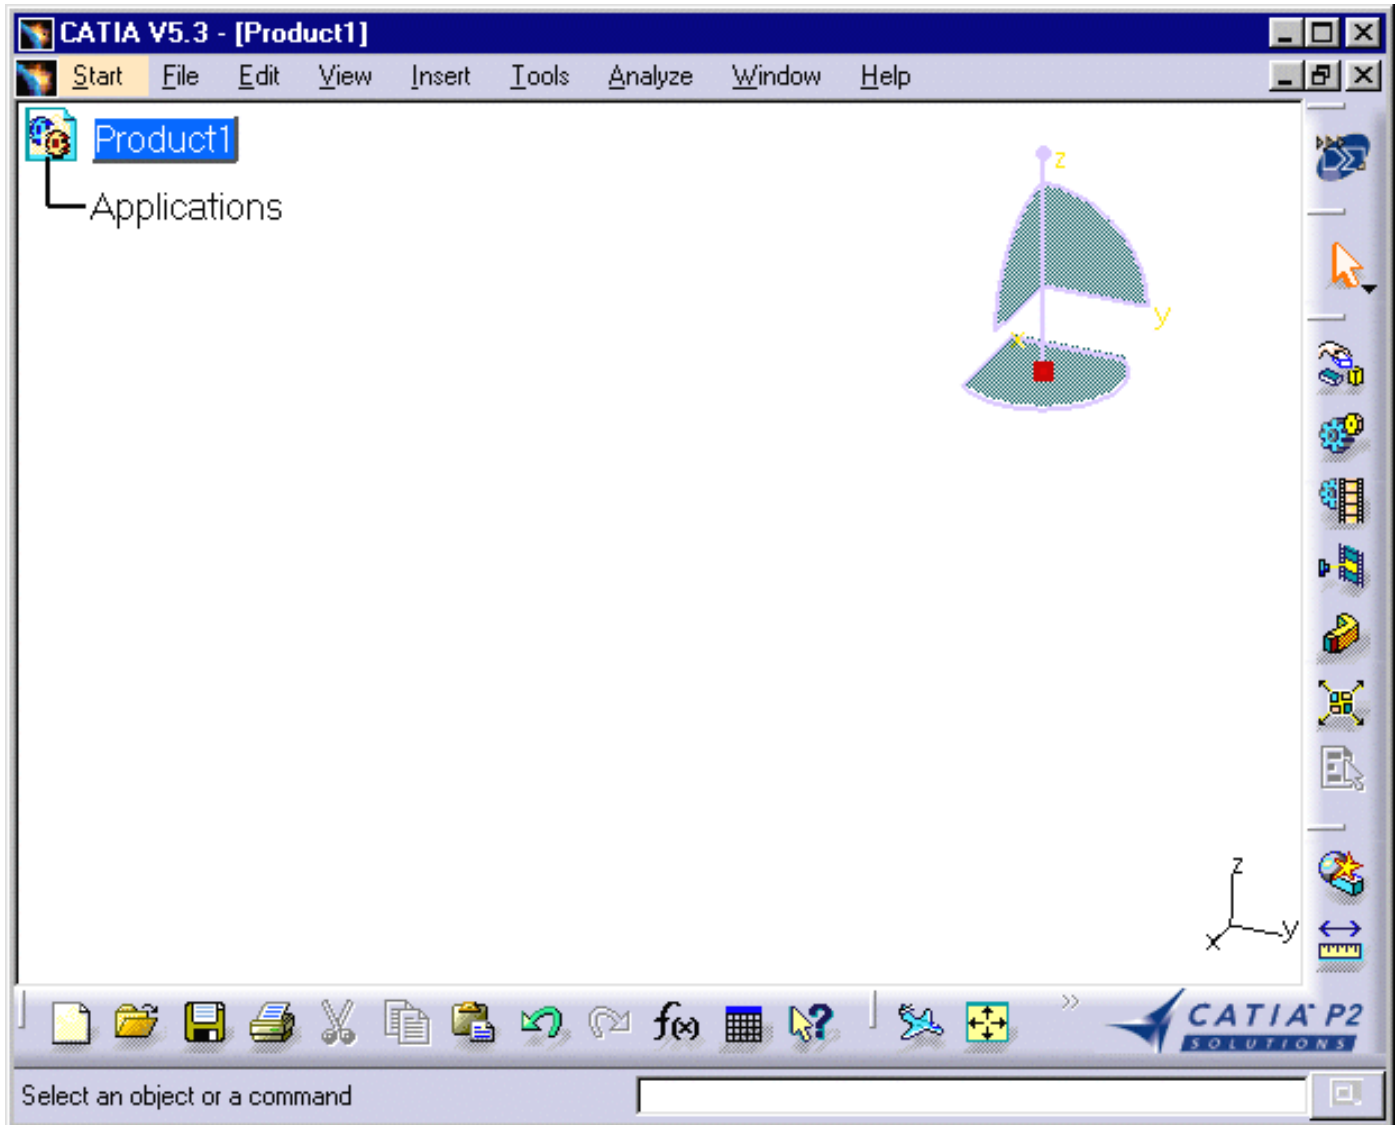 CATIA V5.3 - [Product1]
Start File Edit View Insert Tools Analyze Window Help
Product1
Applications
z
y
x
z
y
x
f(x)
?
»
CATIA P2
SOLUTIONS
Select an object or a command